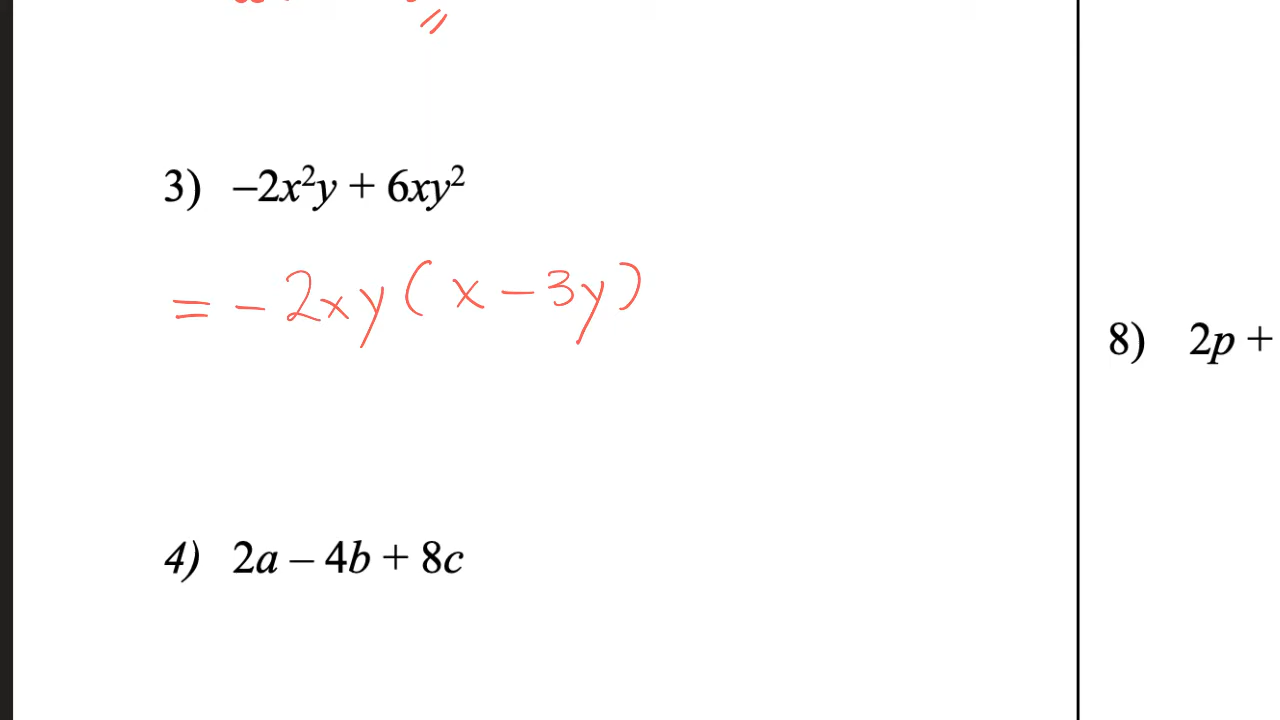 3) –2x²y + 6xy²
= - 2xy(x - 3y)
4) 2a – 4b + 8c
8) 2p +